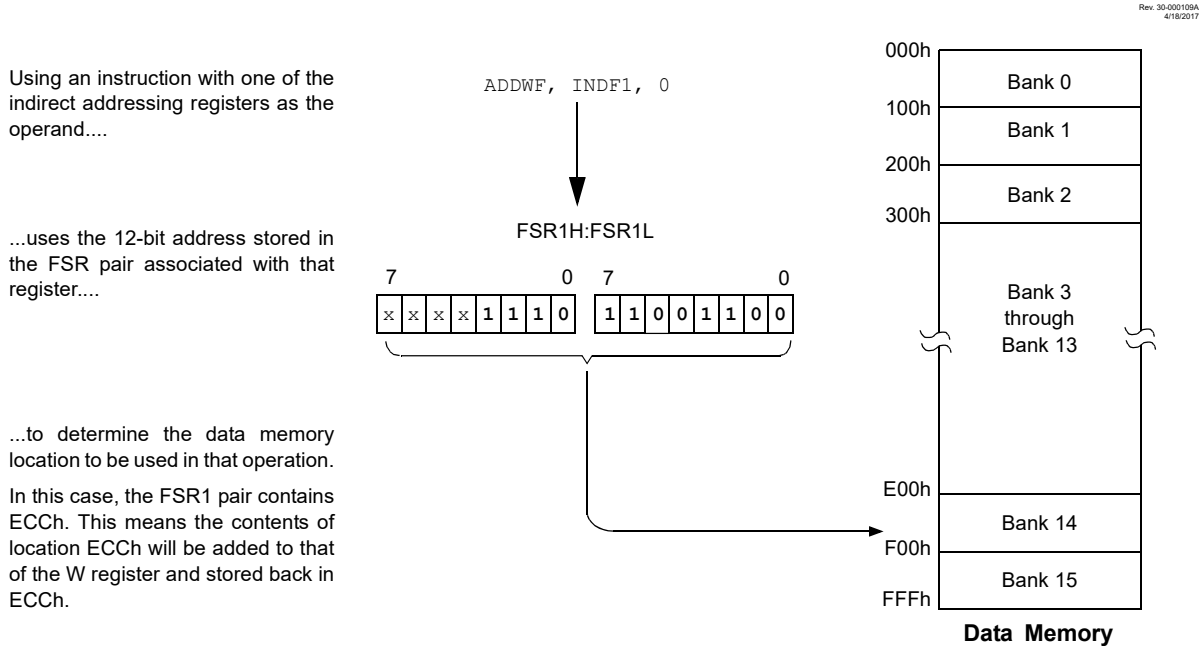 Rev. 30-000109A
4/18/2017
Using an instruction with one of the
indirect addressing registers as the
operand....
ADDWF, INDF1, 0
...uses the 12-bit address stored in
the FSR pair associated with that
register....
FSR1H:FSR1L
7 0 7 0
x x x x 1 1 1 0 1 1 0 0 1 1 0 0
...to determine the data memory
location to be used in that operation.
In this case, the FSR1 pair contains
ECCh. This means the contents of
location ECCh will be added to that
of the W register and stored back in
ECCh.
000h
Bank 0
100h
Bank 1
200h
Bank 2
300h
Bank 3
through
Bank 13
E00h
Bank 14
F00h
Bank 15
FFFh
Data Memory